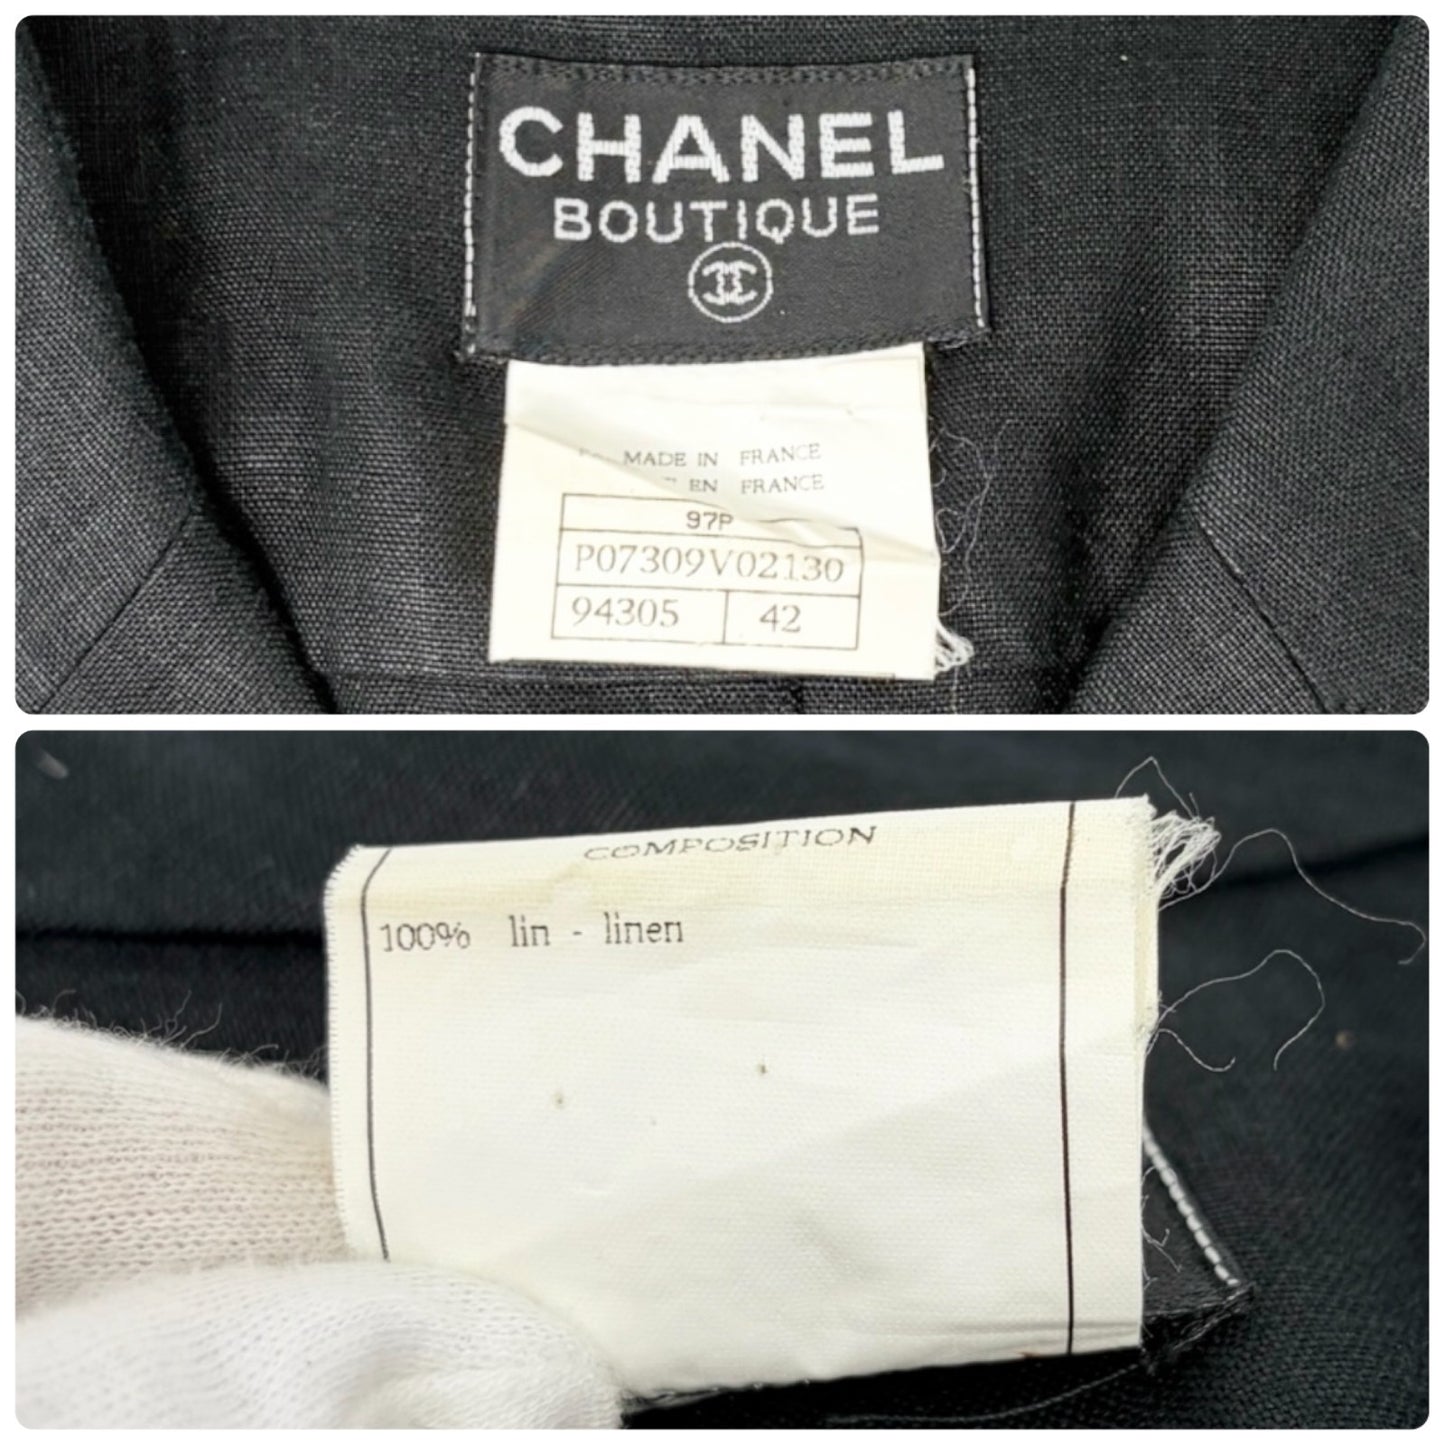 CHANEL
BOUTIQUE
MADE IN FRANCE
EN FRANCE
97P
P07309V02130
94305 42
COMPOSITION
100% lin - linen